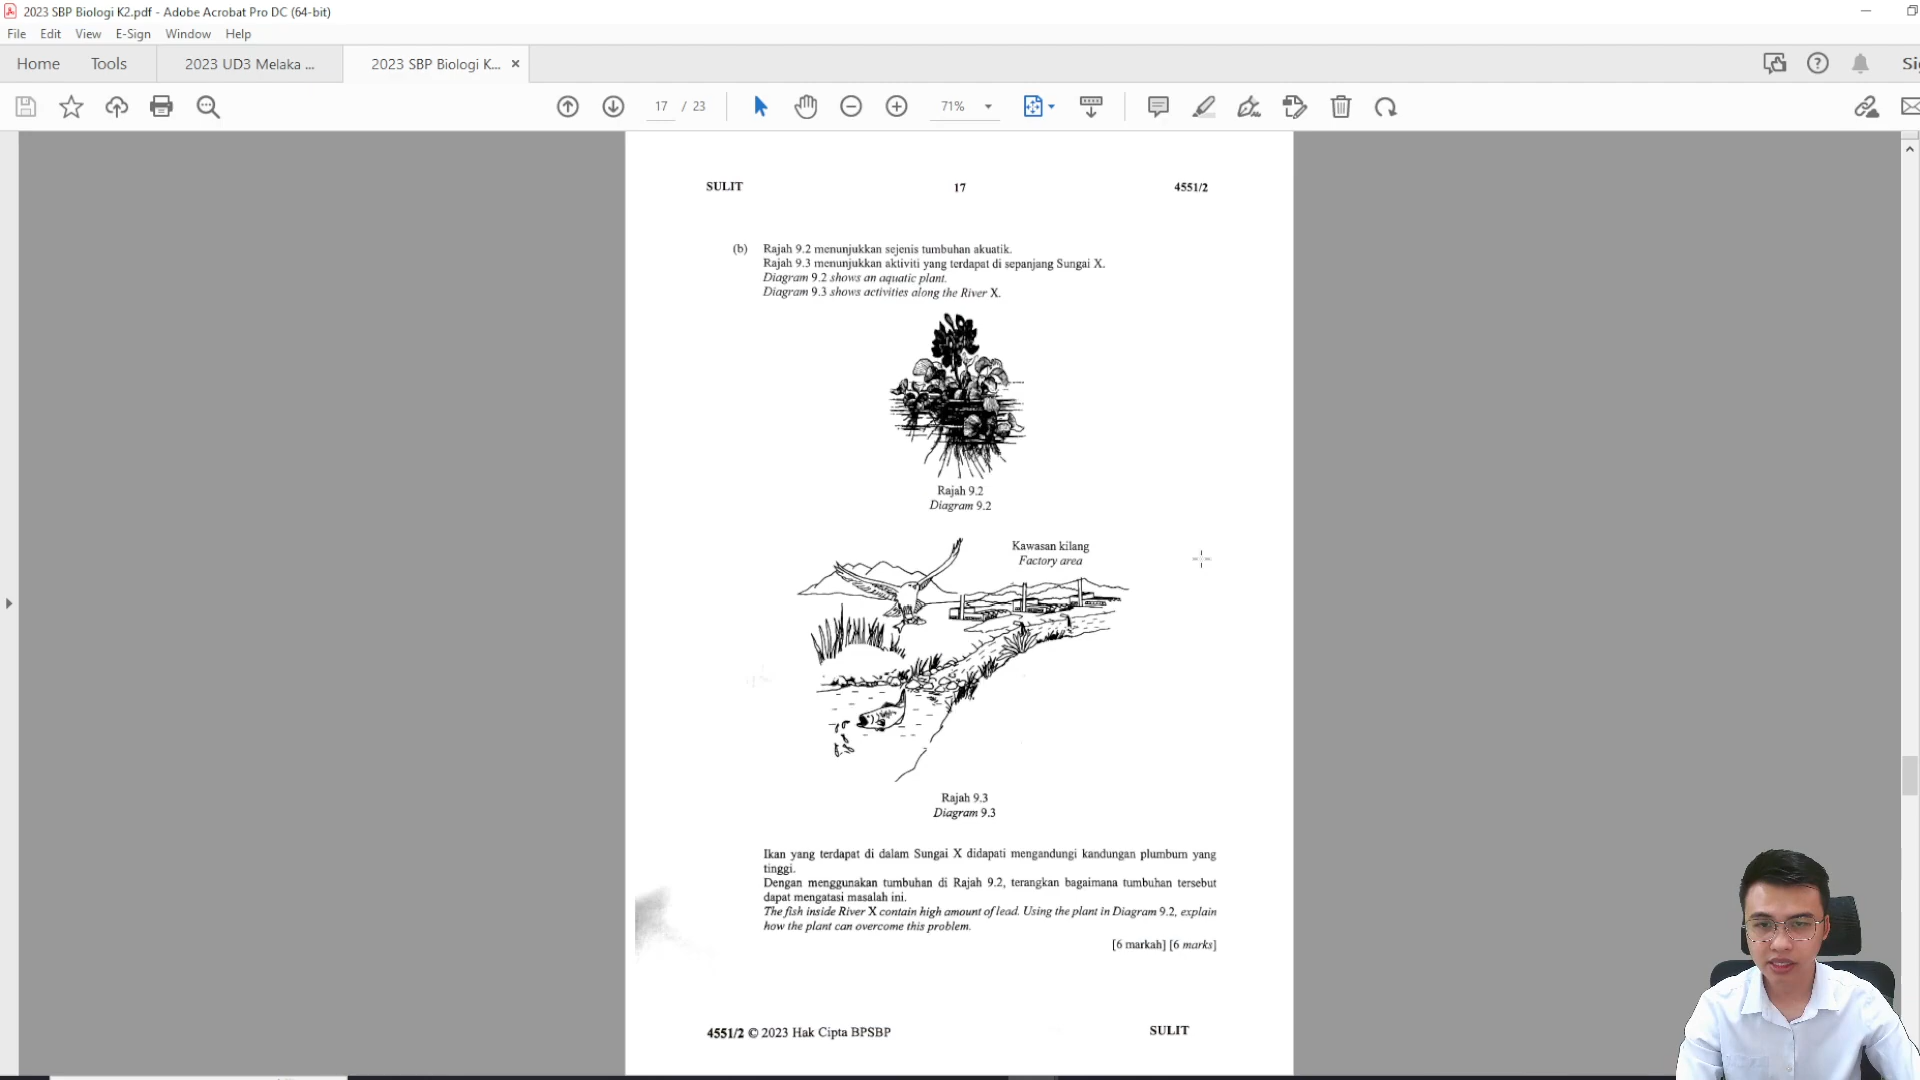 2023 SBP Biologi K2.pdf - Adobe Acrobat Pro DC (64-bit)
File Edit View E-Sign Window Help
Home Tools 2023 UD3 Melaka ... 2023 SBP Biologi K... ×
17 / 23 71%
SULIT 17 4551/2
(b) Rajah 9.2 menunjukkan sejenis tumbuhan akuatik.
Rajah 9.3 menunjukkan aktiviti yang terdapat di sepanjang Sungai X.
Diagram 9.2 shows an aquatic plant.
Diagram 9.3 shows activities along the River X.
Rajah 9.2
Diagram 9.2
Kawasan kilang
Factory area
Rajah 9.3
Diagram 9.3
Ikan yang terdapat di dalam Sungai X didapati mengandungi kandungan plumbum yang
tinggi.
Dengan menggunakan tumbuhan di Rajah 9.2, terangkan bagaimana tumbuhan tersebut
dapat mengatasi masalah ini.
The fish inside River X contain high amount of lead. Using the plant in Diagram 9.2, explain
how the plant can overcome this problem.
[6 markah] [6 marks]
4551/2 © 2023 Hak Cipta BPSBP SULIT